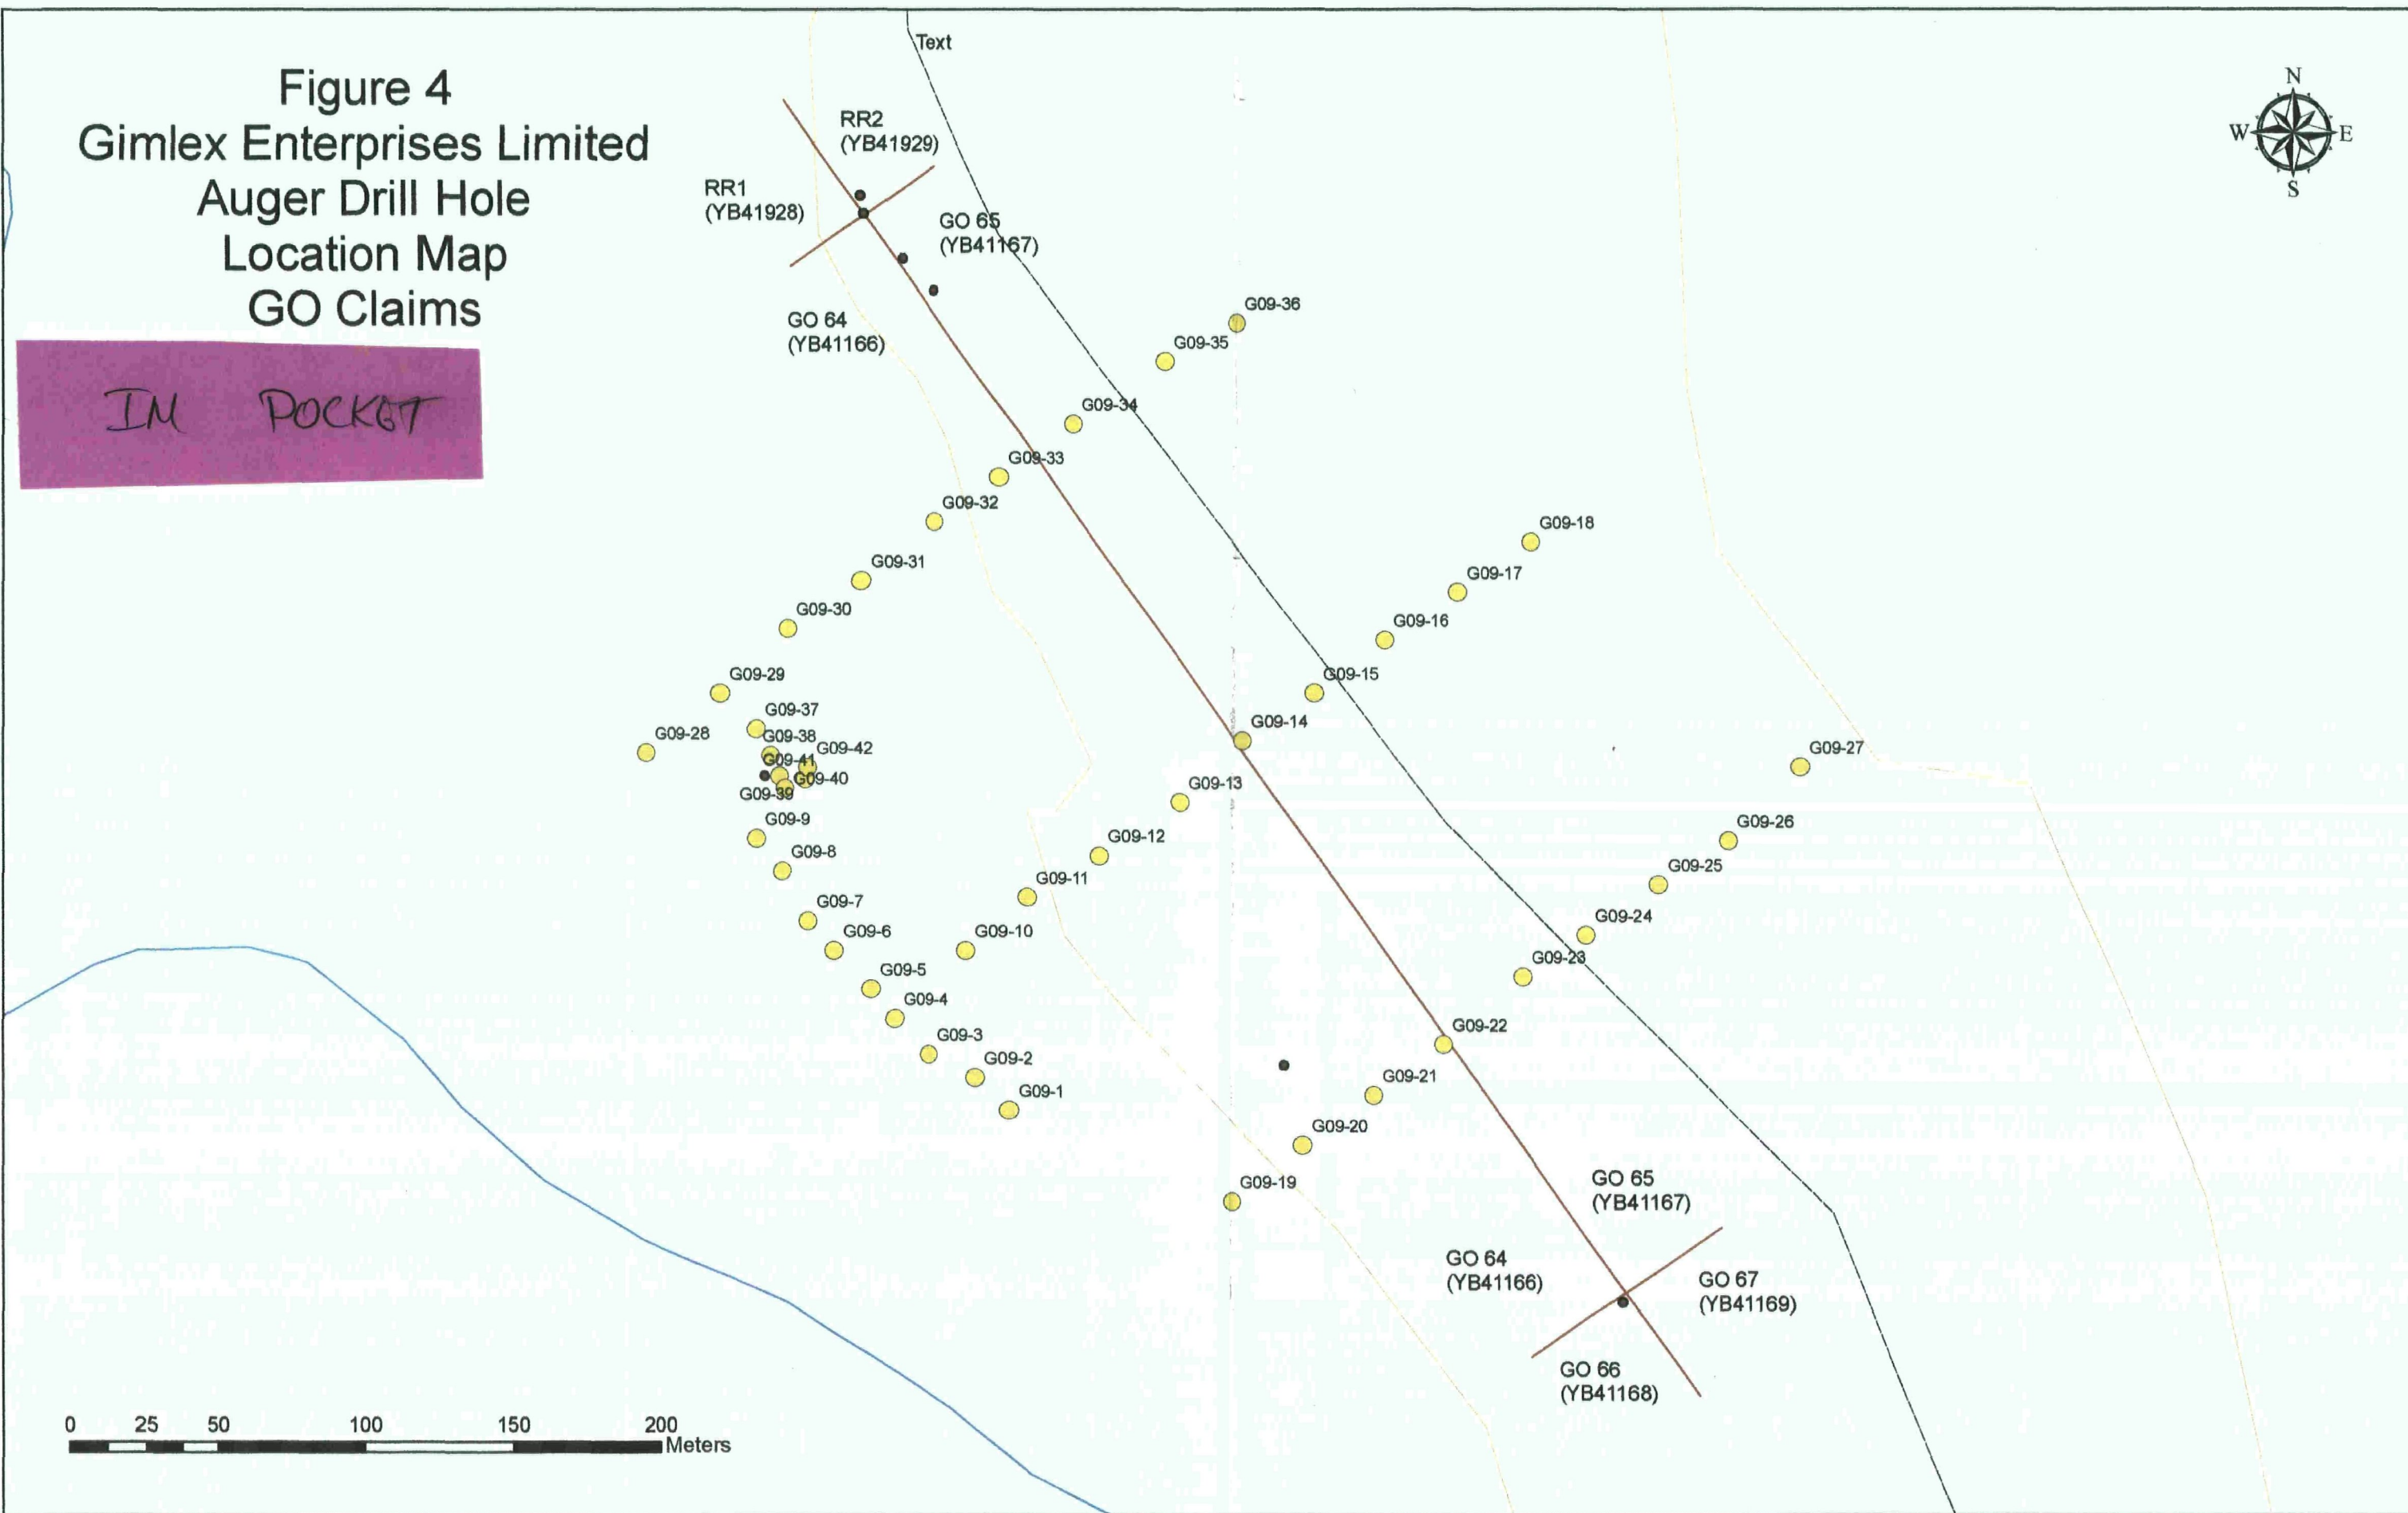 Figure 4
Gimlex Enterprises Limited
Auger Drill Hole
Location Map
GO Claims
IN POCKET
Text
N
W
E
S
RR2
(YB41929)
RR1
(YB41928)
GO 65
(YB41167)
GO 64
(YB41166)
G09-36
G09-35
G09-34
G09-33
G09-32
G09-31
G09-30
G09-29
G09-28
G09-18
G09-17
G09-16
G09-15
G09-14
G09-13
G09-12
G09-11
G09-10
G09-37
G09-38
G09-42
G09-41
G09-40
G09-39
G09-9
G09-8
G09-7
G09-6
G09-5
G09-4
G09-3
G09-2
G09-1
G09-27
G09-26
G09-25
G09-24
G09-23
G09-22
G09-21
G09-20
G09-19
GO 65
(YB41167)
GO 64
(YB41166)
GO 67
(YB41169)
GO 66
(YB41168)
0 25 50 100 150 200
Meters